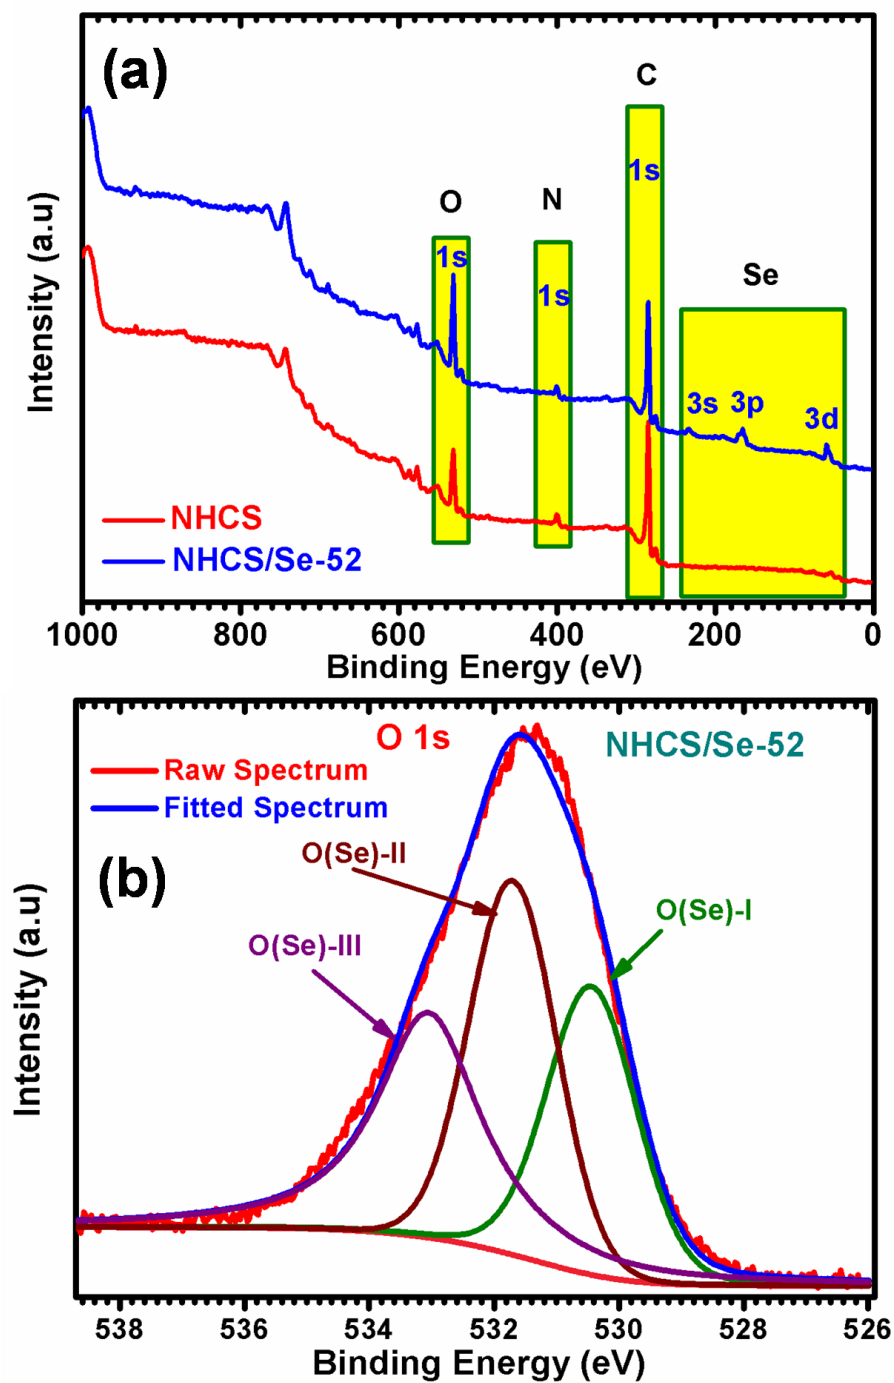 (a)
C
1s
O
N
1s
1s
Se
3s 3p 3d
NHCS
NHCS/Se-52
Intensity (a.u)
1000 800 600 400 200 0
Binding Energy (eV)
O 1s
NHCS/Se-52
Raw Spectrum
Fitted Spectrum
(b)
O(Se)-II
O(Se)-I
O(Se)-III
Intensity (a.u)
538 536 534 532 530 528 526
Binding Energy (eV)